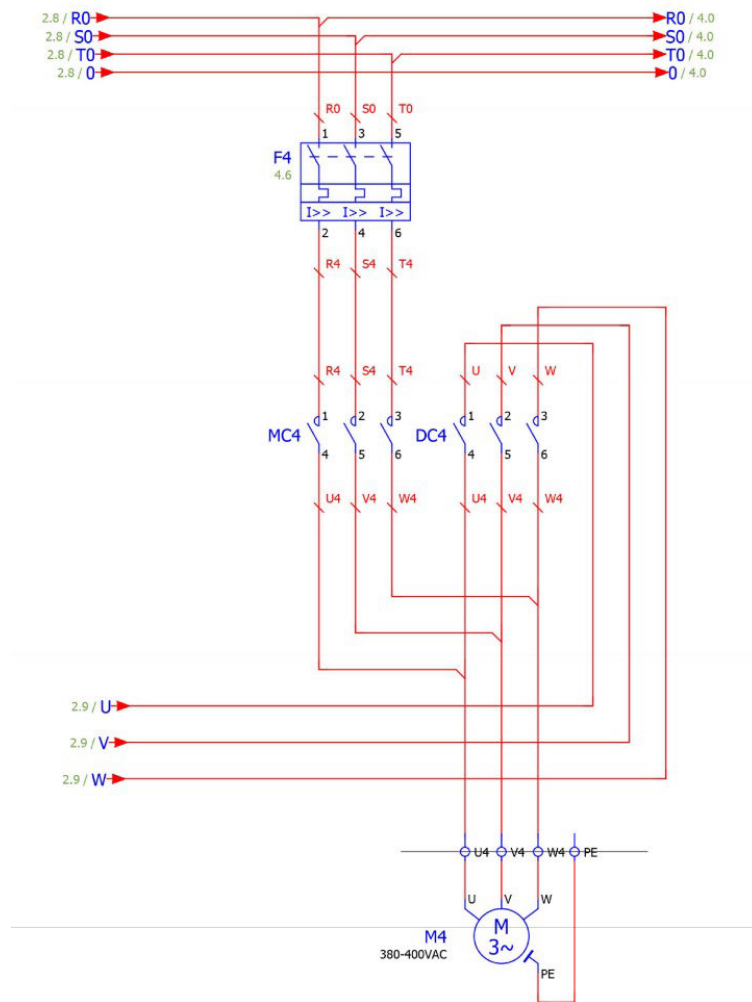 2.8 / R0 R0 / 4.0
2.8 / S0 S0 / 4.0
2.8 / T0 T0 / 4.0
2.8 / 0 0 / 4.0
R0 S0 T0
1 3 5
F4
4.6
I>> I>> I>>
2 4 6
R4 S4 T4
R4 S4 T4 U V W
1 2 3 1 2 3
MC4 DC4
4 5 6 4 5 6
U4 V4 W4 U4 V4 W4
2.9 / U
2.9 / V
2.9 / W
U4 V4 W4 PE
U V W
M4 M
380-400VAC 3~
PE